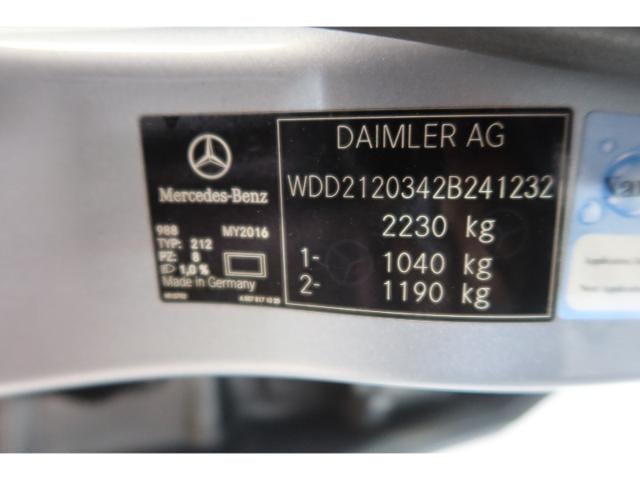 Mercedes-Benz
988 MY2016
TYP: 212
PZ: 8
1,0 %
Made in Germany
DAIMLER AG
WDD2120342B241232
2230 kg
1- 1040 kg
2- 1190 kg